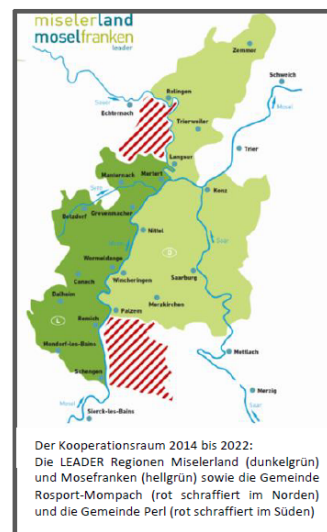 miselerland
moselfranken
leader
Zemmer
Schweich
Sauer
Bollingen
Mosel
Echternach
Trierweiler
Trier
Langsur
Manternach
Mertert
Syre
Konz
Betzdorf
Grevenmacher
Nittel
Saar
Wormeldange
D
Lenningen
Wincheringen
Saarburg
Dalheim
L
Merzkirchen
Remich
Palzem
Mondorf-les-Bains
Mettlach
Schengen
Merzig
Mosel
Saar
Sierck-les-Bains
Der Kooperationsraum 2014 bis 2022:
Die LEADER Regionen Miselerland (dunkelgrün)
und Mosefranken (hellgrün) sowie die Gemeinde
Rosport-Mompach (rot schraffiert im Norden)
und die Gemeinde Perl (rot schraffiert im Süden)